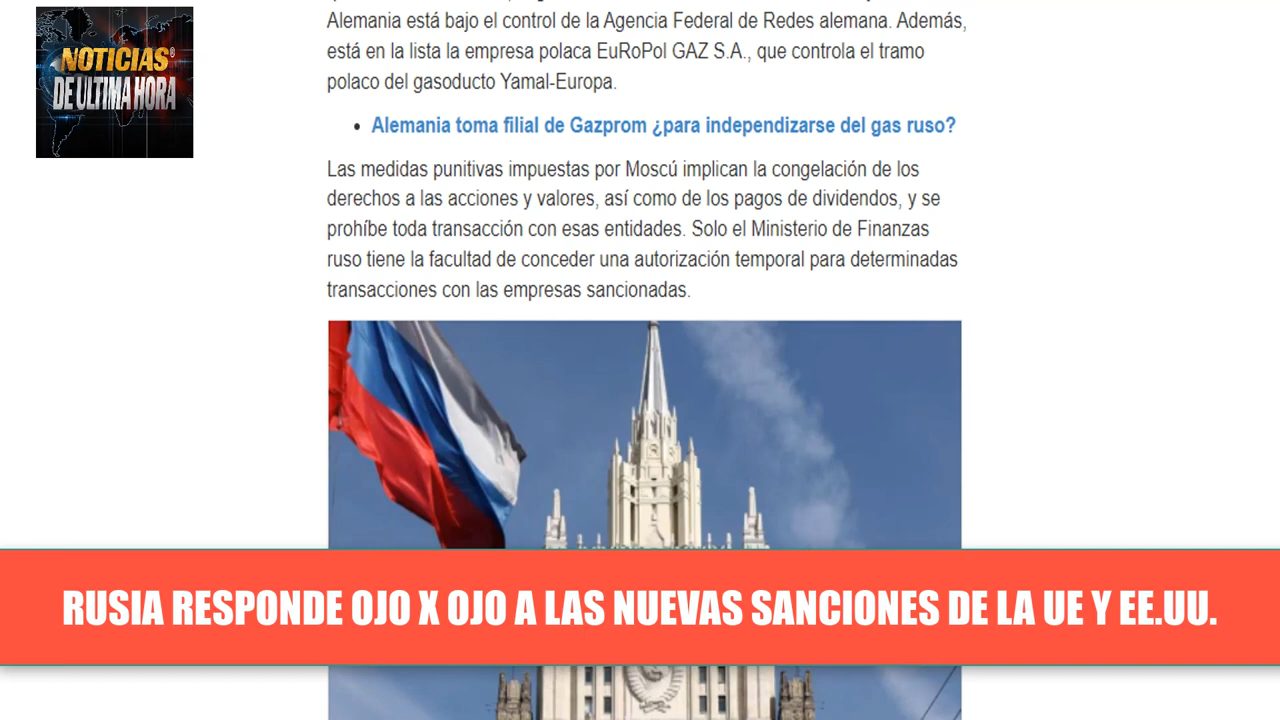 NOTICIAS
DE ULTIMA HORA
Alemania está bajo el control de la Agencia Federal de Redes alemana. Además,
está en la lista la empresa polaca EuRoPol GAZ S.A., que controla el tramo
polaco del gasoducto Yamal-Europa.
• Alemania toma filial de Gazprom ¿para independizarse del gas ruso?
Las medidas punitivas impuestas por Moscú implican la congelación de los
derechos a las acciones y valores, así como de los pagos de dividendos, y se
prohíbe toda transacción con esas entidades. Solo el Ministerio de Finanzas
ruso tiene la facultad de conceder una autorización temporal para determinadas
transacciones con las empresas sancionadas.
RUSIA RESPONDE OJO X OJO A LAS NUEVAS SANCIONES DE LA UE Y EE.UU.